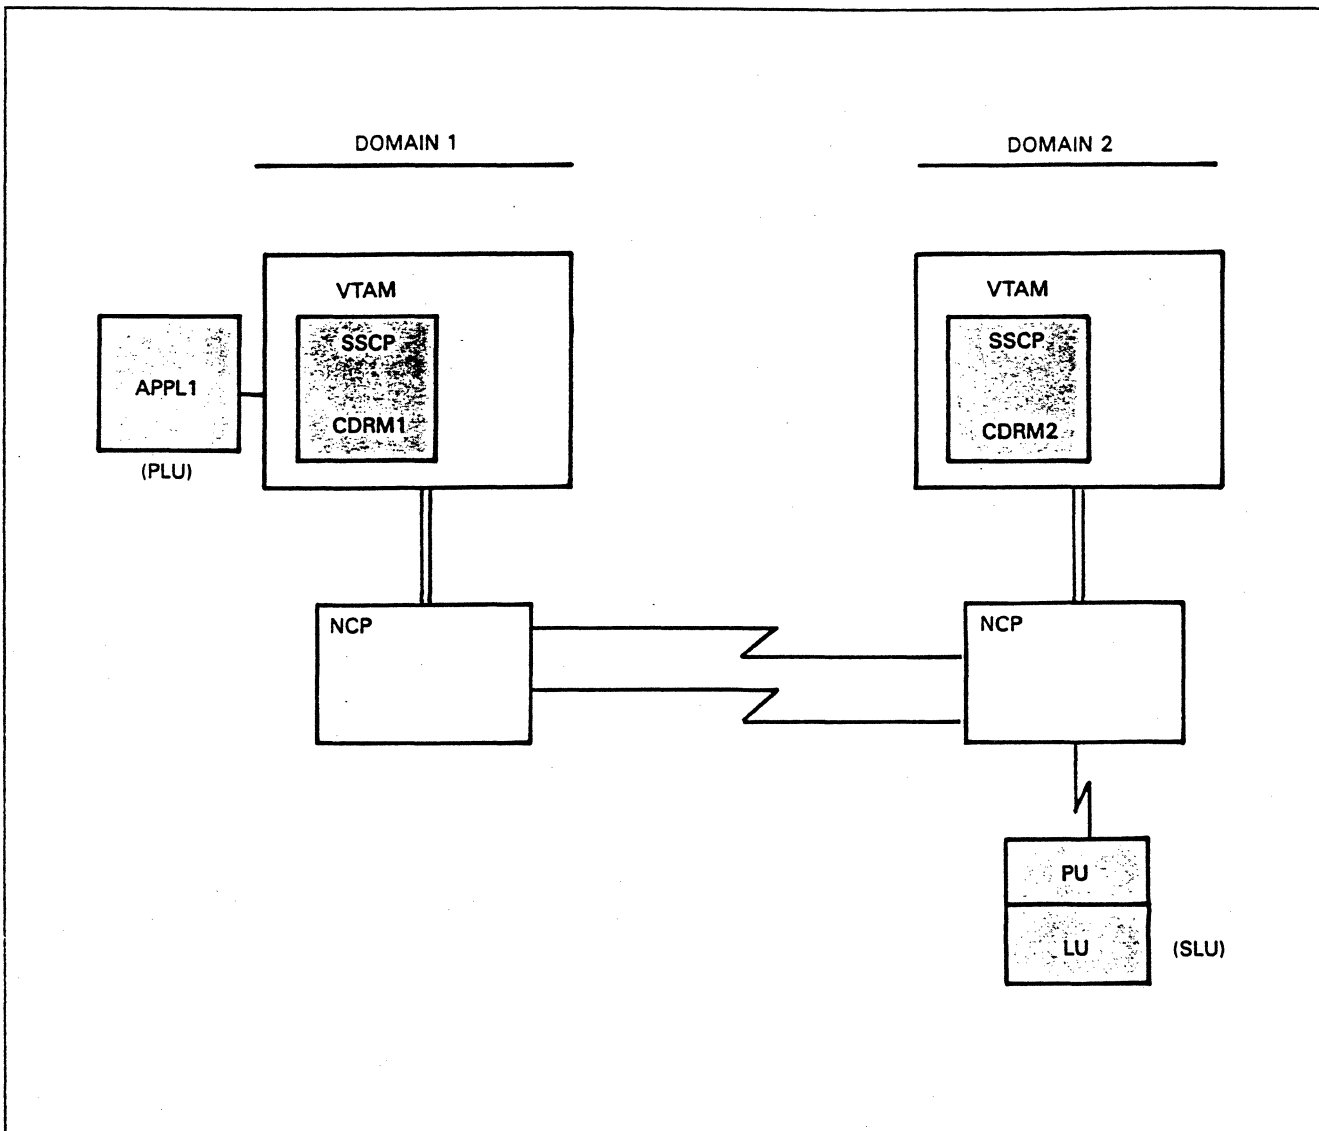 DOMAIN 1
DOMAIN 2
VTAM
SSCP
CDRM1
APPL1
(PLU)
VTAM
SSCP
CDRM2
NCP
NCP
PU
LU
(SLU)